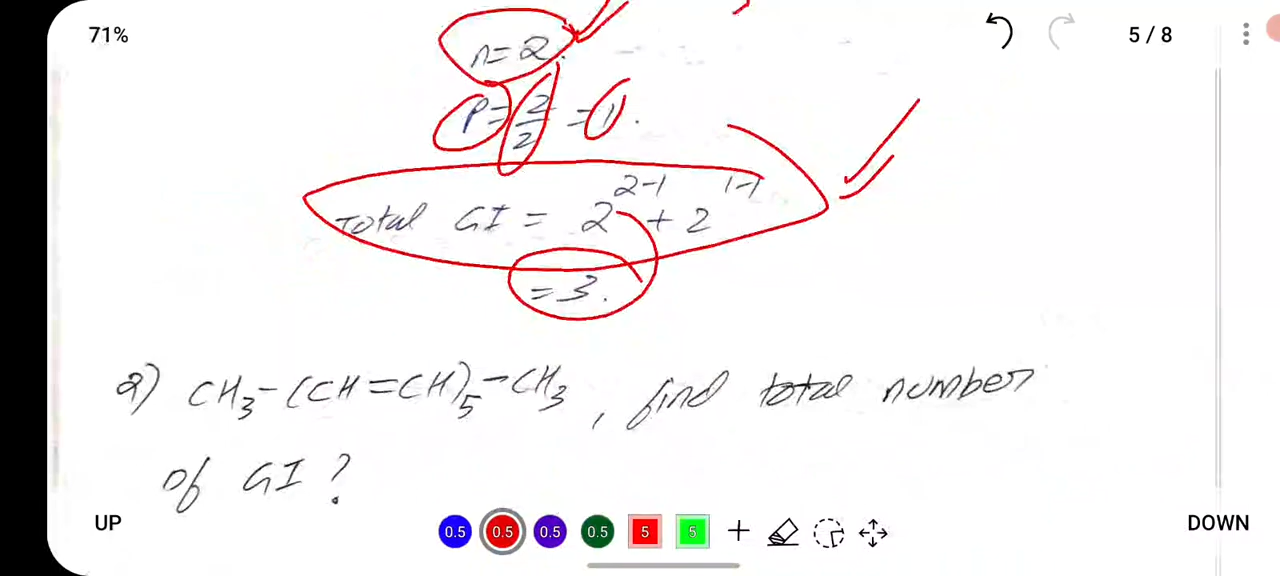 71%
5 / 8
n=2.
P = 2/2 = 1.
Total GI = 2^{2-1} + 2^{1-1}
= 3.
2) CH₃-(CH=CH)₅-CH₃, find total number
of GI ?
UP
0.5 0.5 0.5 0.5 5 5
DOWN